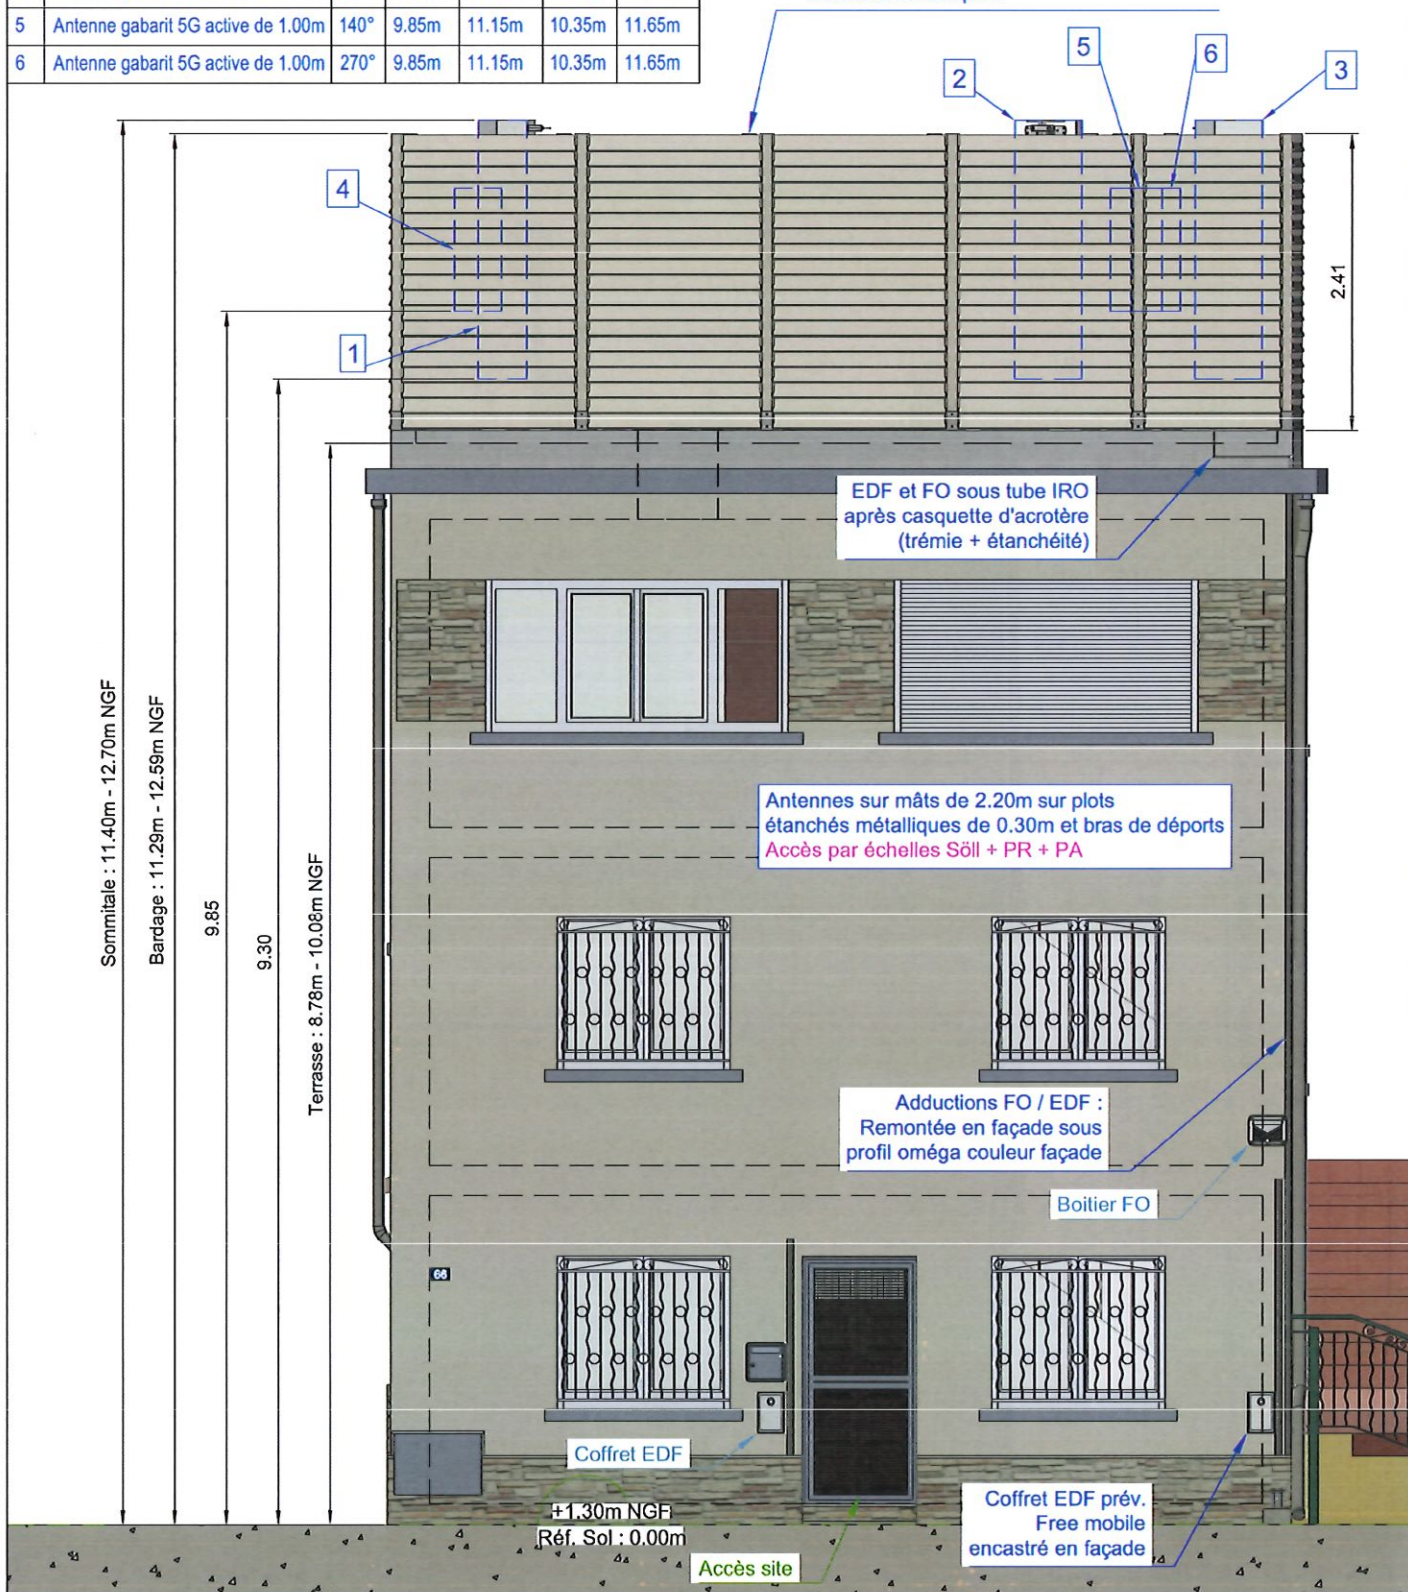 5 Antenne gabarit 5G active de 1.00m 140° 9.85m 11.15m 10.35m 11.65m
6 Antenne gabarit 5G active de 1.00m 270° 9.85m 11.15m 10.35m 11.65m
5
6
2
3
4
1
2.41
EDF et FO sous tube IRO
après casquette d'acrotère
(trémie + étanchéité)
Sommitale : 11.40m - 12.70m NGF
Bardage : 11.29m - 12.59m NGF
9.85
9.30
Terrasse : 8.78m - 10.08m NGF
Antennes sur mâts de 2.20m sur plots
étanchés métalliques de 0.30m et bras de déports
Accès par échelles Söll + PR + PA
Adductions FO / EDF :
Remontée en façade sous
profil oméga couleur façade
Boitier FO
66
Coffret EDF
+1.30m NGF
Réf. Sol : 0.00m
Coffret EDF prév.
Free mobile
encastré en façade
Accès site